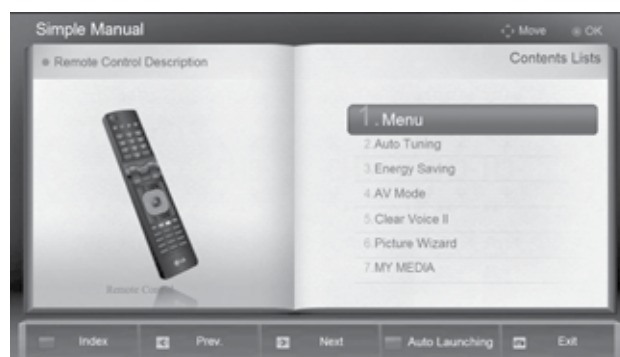 Simple Manual
Move OK
Remote Control Description
Contents Lists
1. Menu
2. Auto Tuning
3. Energy Saving
4. AV Mode
5. Clear Voice II
6. Picture Wizard
7. MY MEDIA
Remote
Index Prev. Next Auto Launching Exit